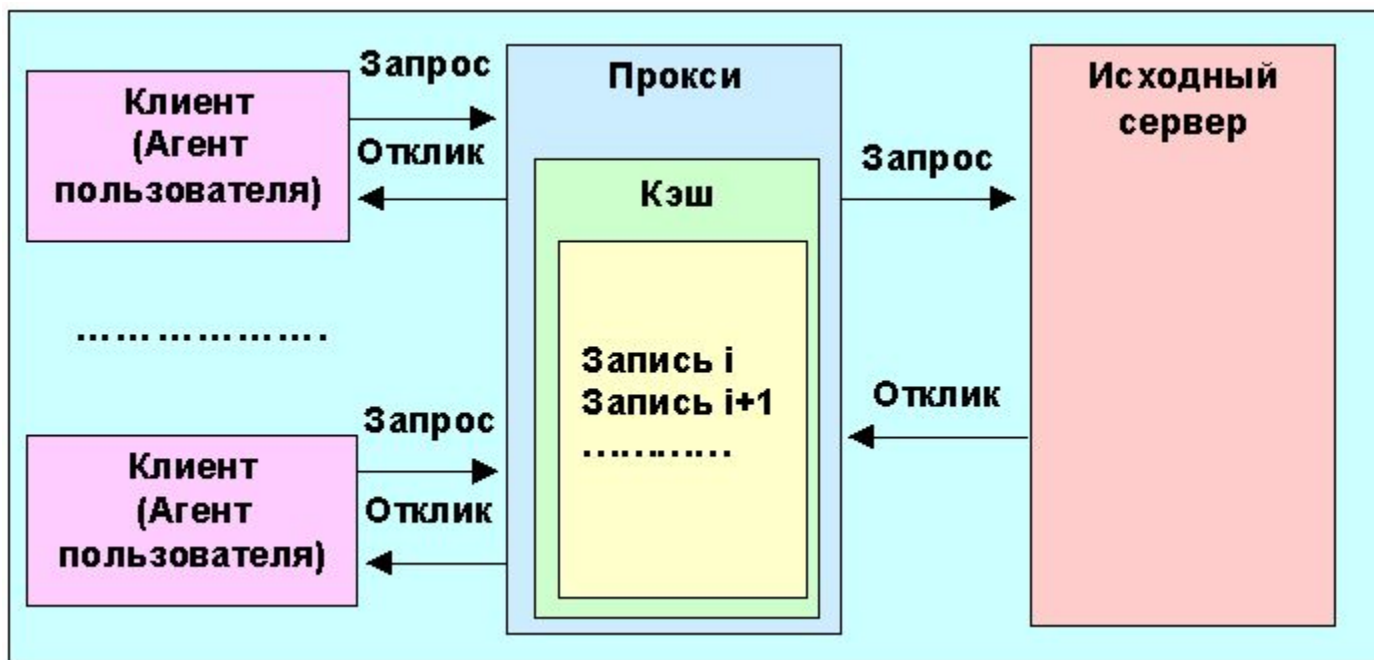 Клиент
(Агент
пользователя)
Запрос
Отклик
………………….
Клиент
(Агент
пользователя)
Запрос
Отклик
Прокси
Кэш
Запись i
Запись i+1
…………
Запрос
Отклик
Исходный
сервер